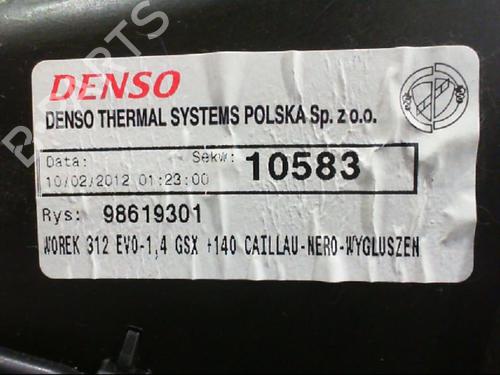 DENSO
DENSO THERMAL SYSTEMS POLSKA Sp. z o.o.
Data: Sekw: 10583
10/02/2012 01:23:00
Rys: 98619301
WOREK 312 EVO-1,4 GSX +140 CAILLAU-NERO-WYGLUSZEN
PARTS